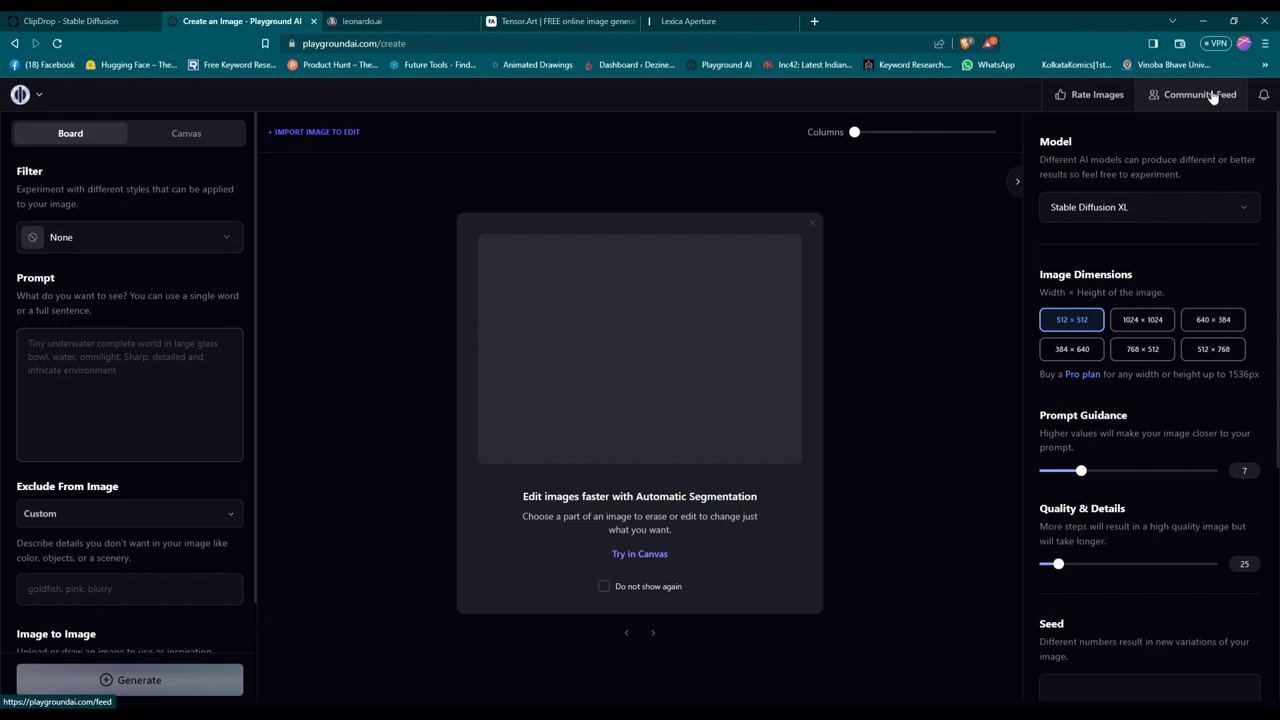 ClipDrop - Stable Diffusion
Create an Image - Playground AI
leonardo.ai
Tensor.Art | FREE online image genera
Lexica Aperture
playgroundai.com/create
VPN
(18) Facebook
Hugging Face – The...
Free Keyword Rese...
Product Hunt – The...
Future Tools - Find...
Animated Drawings
Dashboard ‹ Dezine...
Playground AI
Inc42: Latest Indian...
Keyword Research...
WhatsApp
KolkataKomics|1st...
Vinoba Bhave Univ...
Rate Images
Community Feed
Board
Canvas
+ IMPORT IMAGE TO EDIT
Columns
Filter
Experiment with different styles that can be applied
to your image.
None
Prompt
What do you want to see? You can use a single word
or a full sentence.
Tiny underwater complete world in large glass
bowl, water, omnilight, Sharp, detailed and
intricate environment
Exclude From Image
Custom
Describe details you don't want in your image like
color, objects, or a scenery.
goldfish, pink, blurry
Image to Image
Upload or draw an image to use as inspiration.
Generate
https://playgroundai.com/feed
Edit images faster with Automatic Segmentation
Choose a part of an image to erase or edit to change just
what you want.
Try in Canvas
Do not show again
Model
Different AI models can produce different or better
results so feel free to experiment.
Stable Diffusion XL
Image Dimensions
Width × Height of the image.
512 × 512
1024 × 1024
640 × 384
384 × 640
768 × 512
512 × 768
Buy a Pro plan for any width or height up to 1536px
Prompt Guidance
Higher values will make your image closer to your
prompt.
7
Quality & Details
More steps will result in a high quality image but
will take longer.
25
Seed
Different numbers result in new variations of your
image.